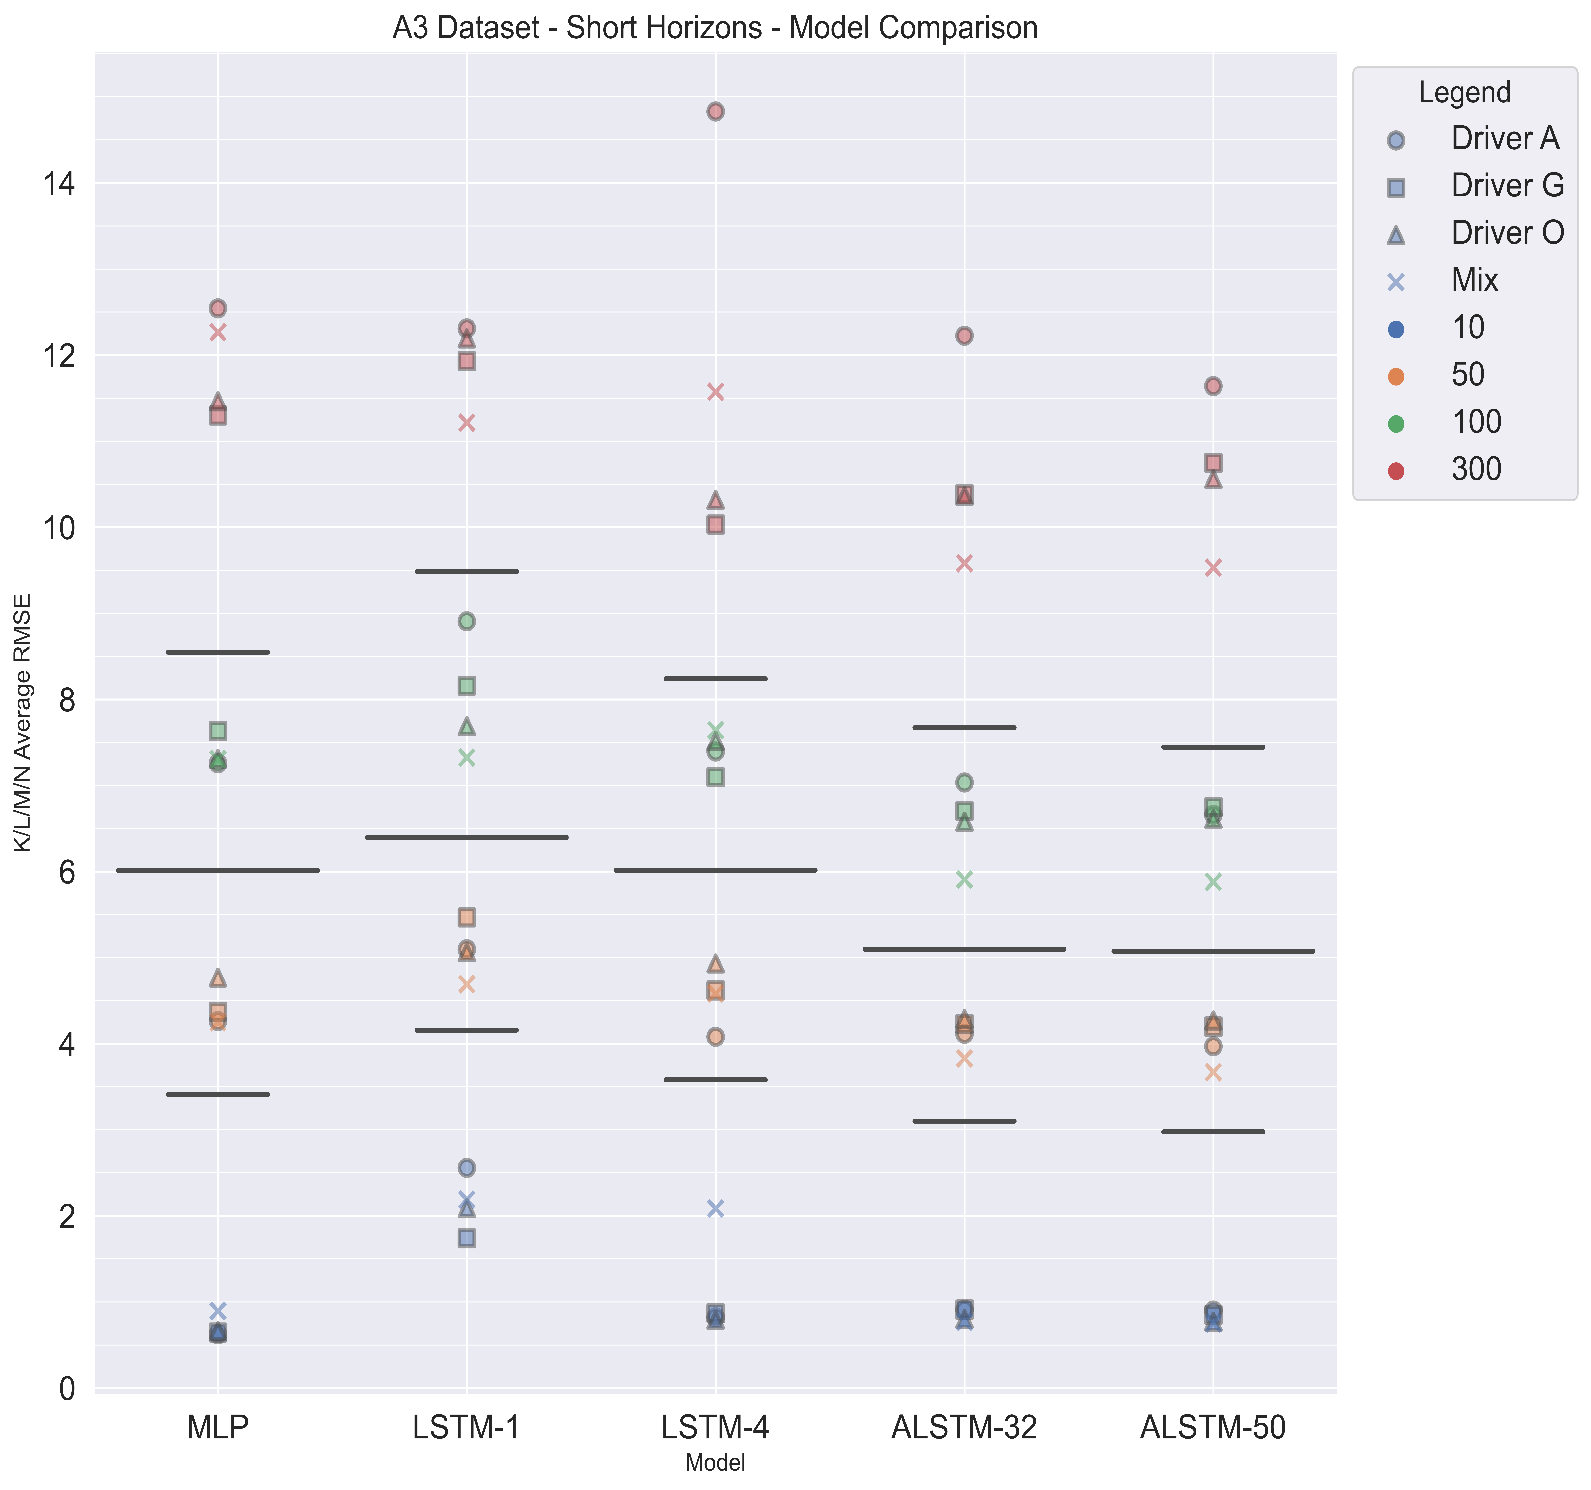 A3 Dataset - Short Horizons - Model Comparison
Legend
Driver A
Driver G
Driver O
Mix
10
50
100
300
K/L/M/N Average RMSE
14
12
10
8
6
4
2
0
MLP LSTM-1 LSTM-4 ALSTM-32 ALSTM-50
Model